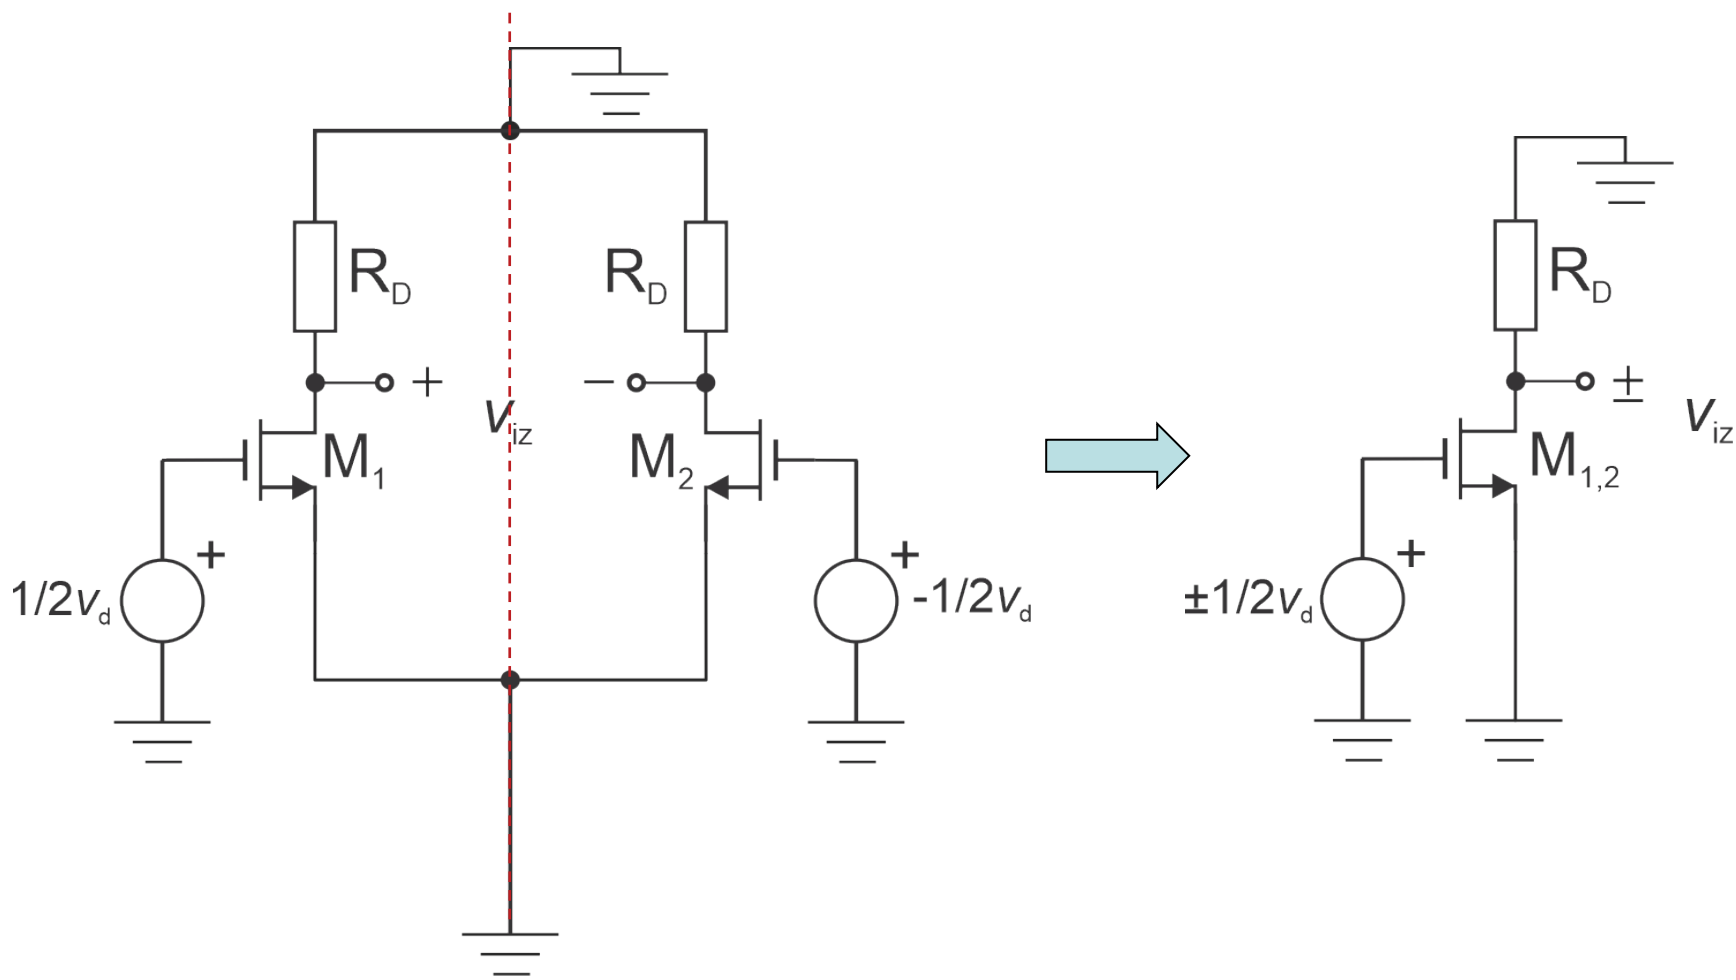 R_D
R_D
R_D
+
−
±
v_iz
v_iz
M_1
M_2
M_1,2
+
+
+
1/2v_d
-1/2v_d
±1/2v_d